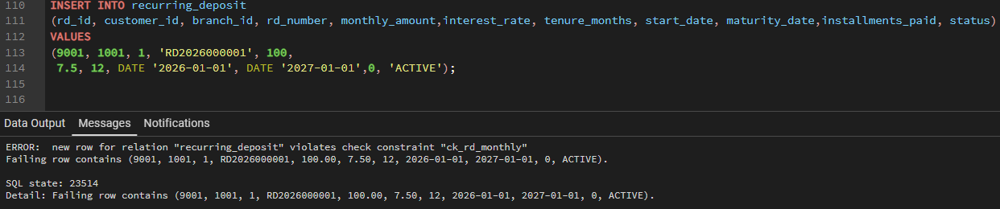 110 INSERT INTO recurring_deposit
111 (rd_id, customer_id, branch_id, rd_number, monthly_amount,interest_rate, tenure_months, start_date, maturity_date,installments_paid, status)
112 VALUES
113 (9001, 1001, 1, 'RD2026000001', 100,
114 7.5, 12, DATE '2026-01-01', DATE '2027-01-01',0, 'ACTIVE');
115
116
Data Output Messages Notifications
ERROR: new row for relation "recurring_deposit" violates check constraint "ck_rd_monthly"
Failing row contains (9001, 1001, 1, RD2026000001, 100.00, 7.50, 12, 2026-01-01, 2027-01-01, 0, ACTIVE).
SQL state: 23514
Detail: Failing row contains (9001, 1001, 1, RD2026000001, 100.00, 7.50, 12, 2026-01-01, 2027-01-01, 0, ACTIVE).